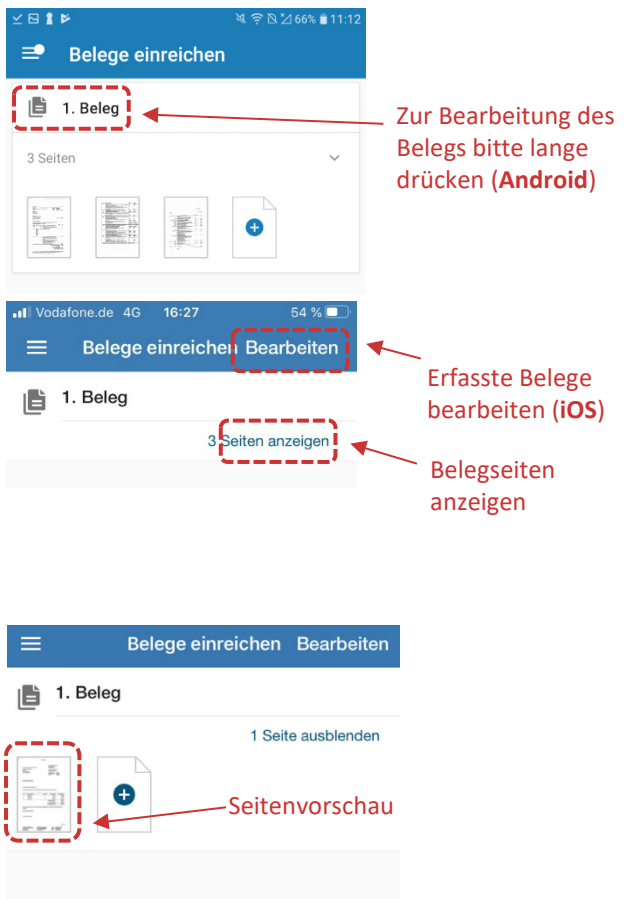 66% 11:12
Belege einreichen
1. Beleg
3 Seiten
Zur Bearbeitung des
Belegs bitte lange
drücken (Android)
Vodafone.de 4G 16:27 54 %
Belege einreichen Bearbeiten
1. Beleg
3 Seiten anzeigen
Erfasste Belege
bearbeiten (iOS)
Belegseiten
anzeigen
Belege einreichen Bearbeiten
1. Beleg
1 Seite ausblenden
Seitenvorschau